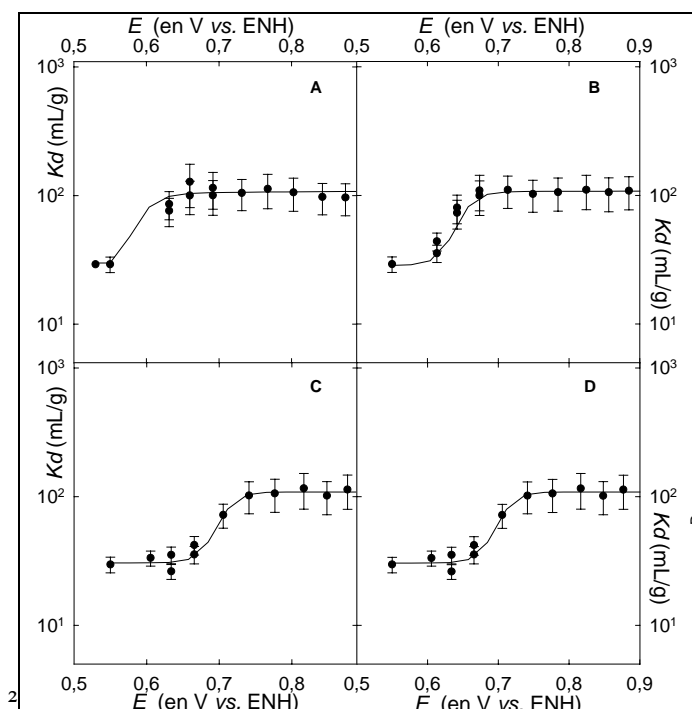 E (en V vs. ENH) E (en V vs. ENH)
0,5 0,6 0,7 0,8 0,5 0,6 0,7 0,8 0,9
10³ A B 10³
Kd (mL/g)
10² 10²
Kd (mL/g)
10¹ 10¹
10³ C D 10³
Kd (mL/g)
10² 10²
Kd (mL/g)
10¹ 10¹
2
0,5 0,6 0,7 0,8 0,5 0,6 0,7 0,8 0,9
E (en V vs. ENH) E (en V vs. ENH)